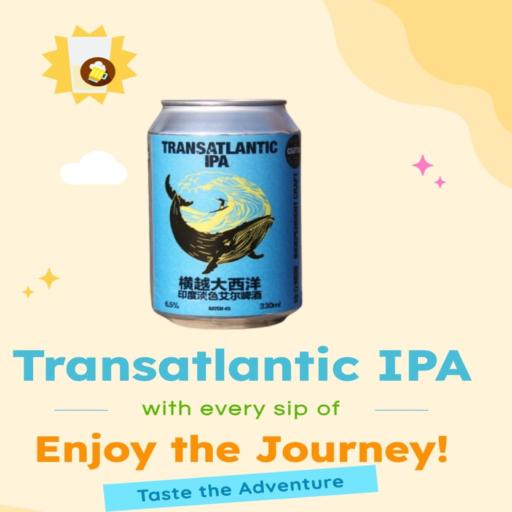 TRANSATLANTIC
IPA
横越大西洋
印度淡色艾尔啤酒
6.5%
330ml
Transatlantic IPA
with every sip of
Enjoy the Journey!
Taste the Adventure